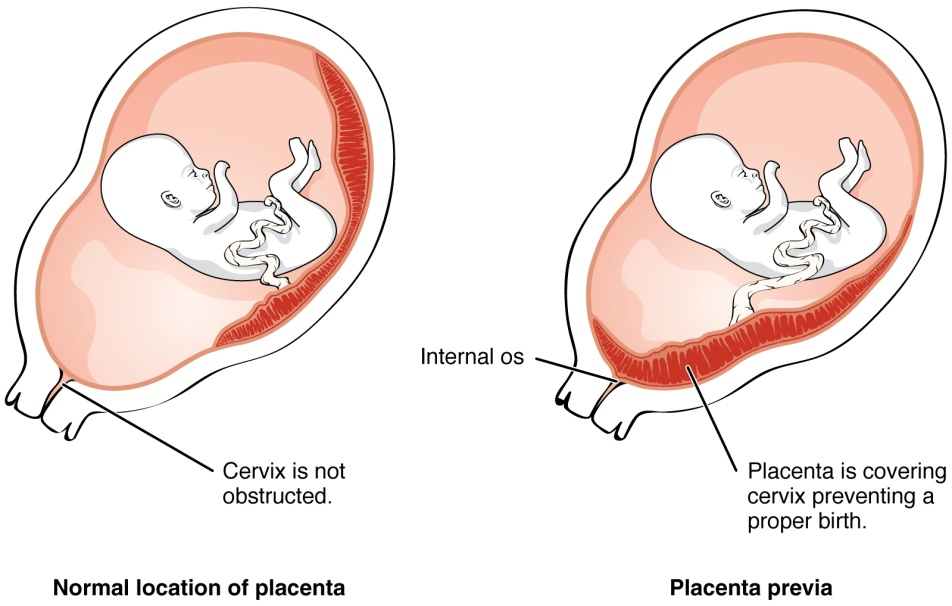 Internal os
Cervix is not
obstructed.
Placenta is covering
cervix preventing a
proper birth.
Normal location of placenta
Placenta previa